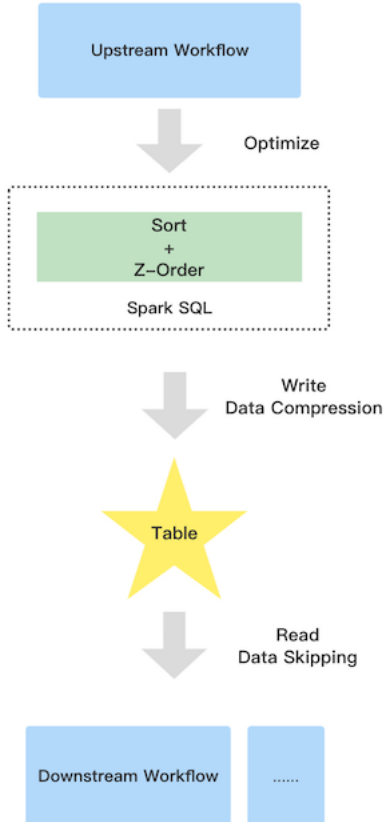 Upstream Workflow
Optimize
Sort
+
Z-Order
Spark SQL
Write
Data Compression
Table
Read
Data Skipping
Downstream Workflow
......